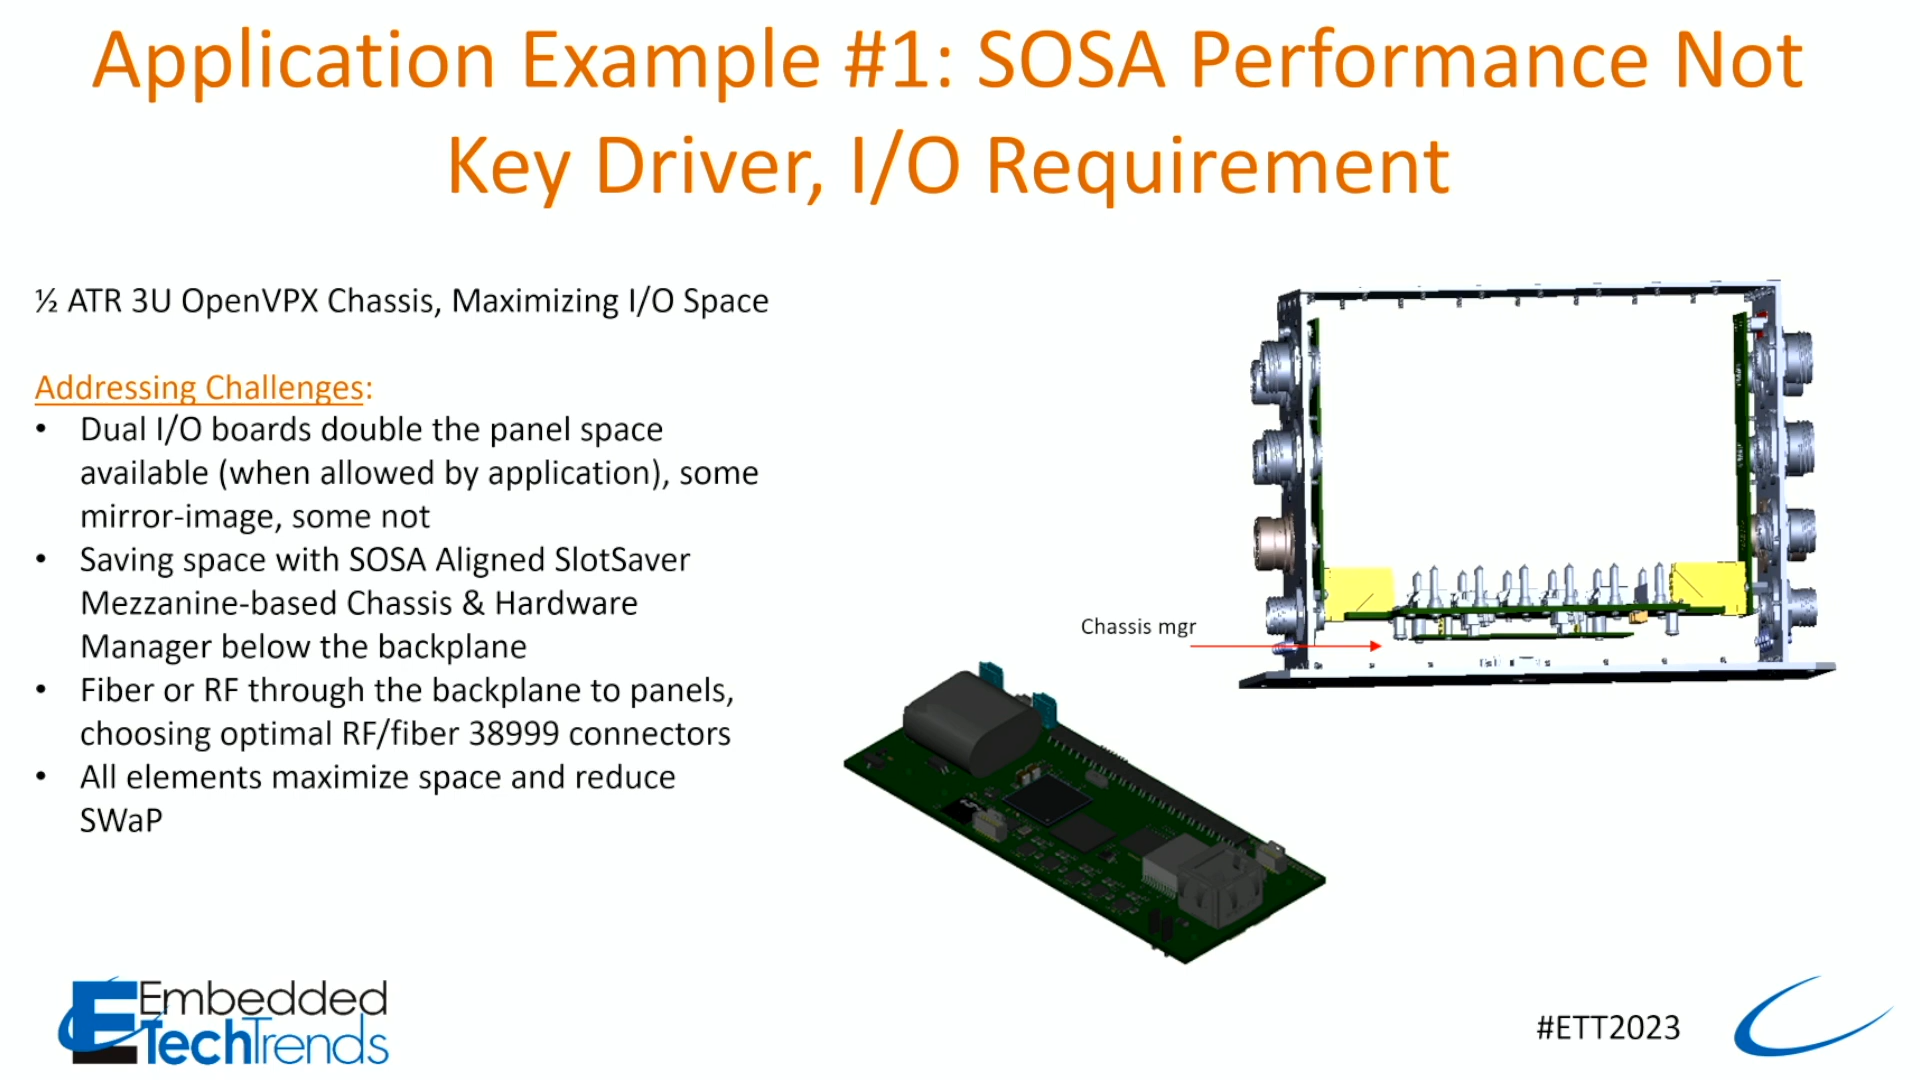 Application Example #1: SOSA Performance Not
Key Driver, I/O Requirement
½ ATR 3U OpenVPX Chassis, Maximizing I/O Space
Addressing Challenges:
• Dual I/O boards double the panel space
available (when allowed by application), some
mirror-image, some not
• Saving space with SOSA Aligned SlotSaver
Mezzanine-based Chassis & Hardware
Manager below the backplane
• Fiber or RF through the backplane to panels,
choosing optimal RF/fiber 38999 connectors
• All elements maximize space and reduce
SWaP
Chassis mgr
Embedded
TechTrends
#ETT2023